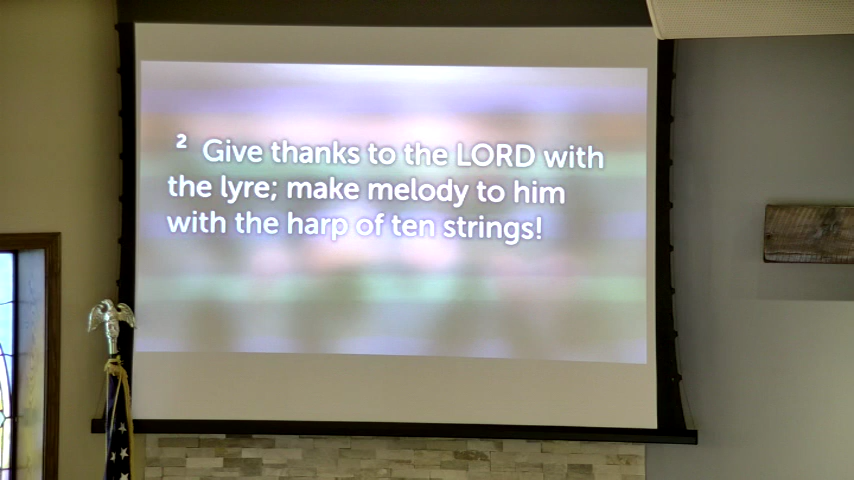 2 Give thanks to the LORD with
the lyre; make melody to him
with the harp of ten strings!